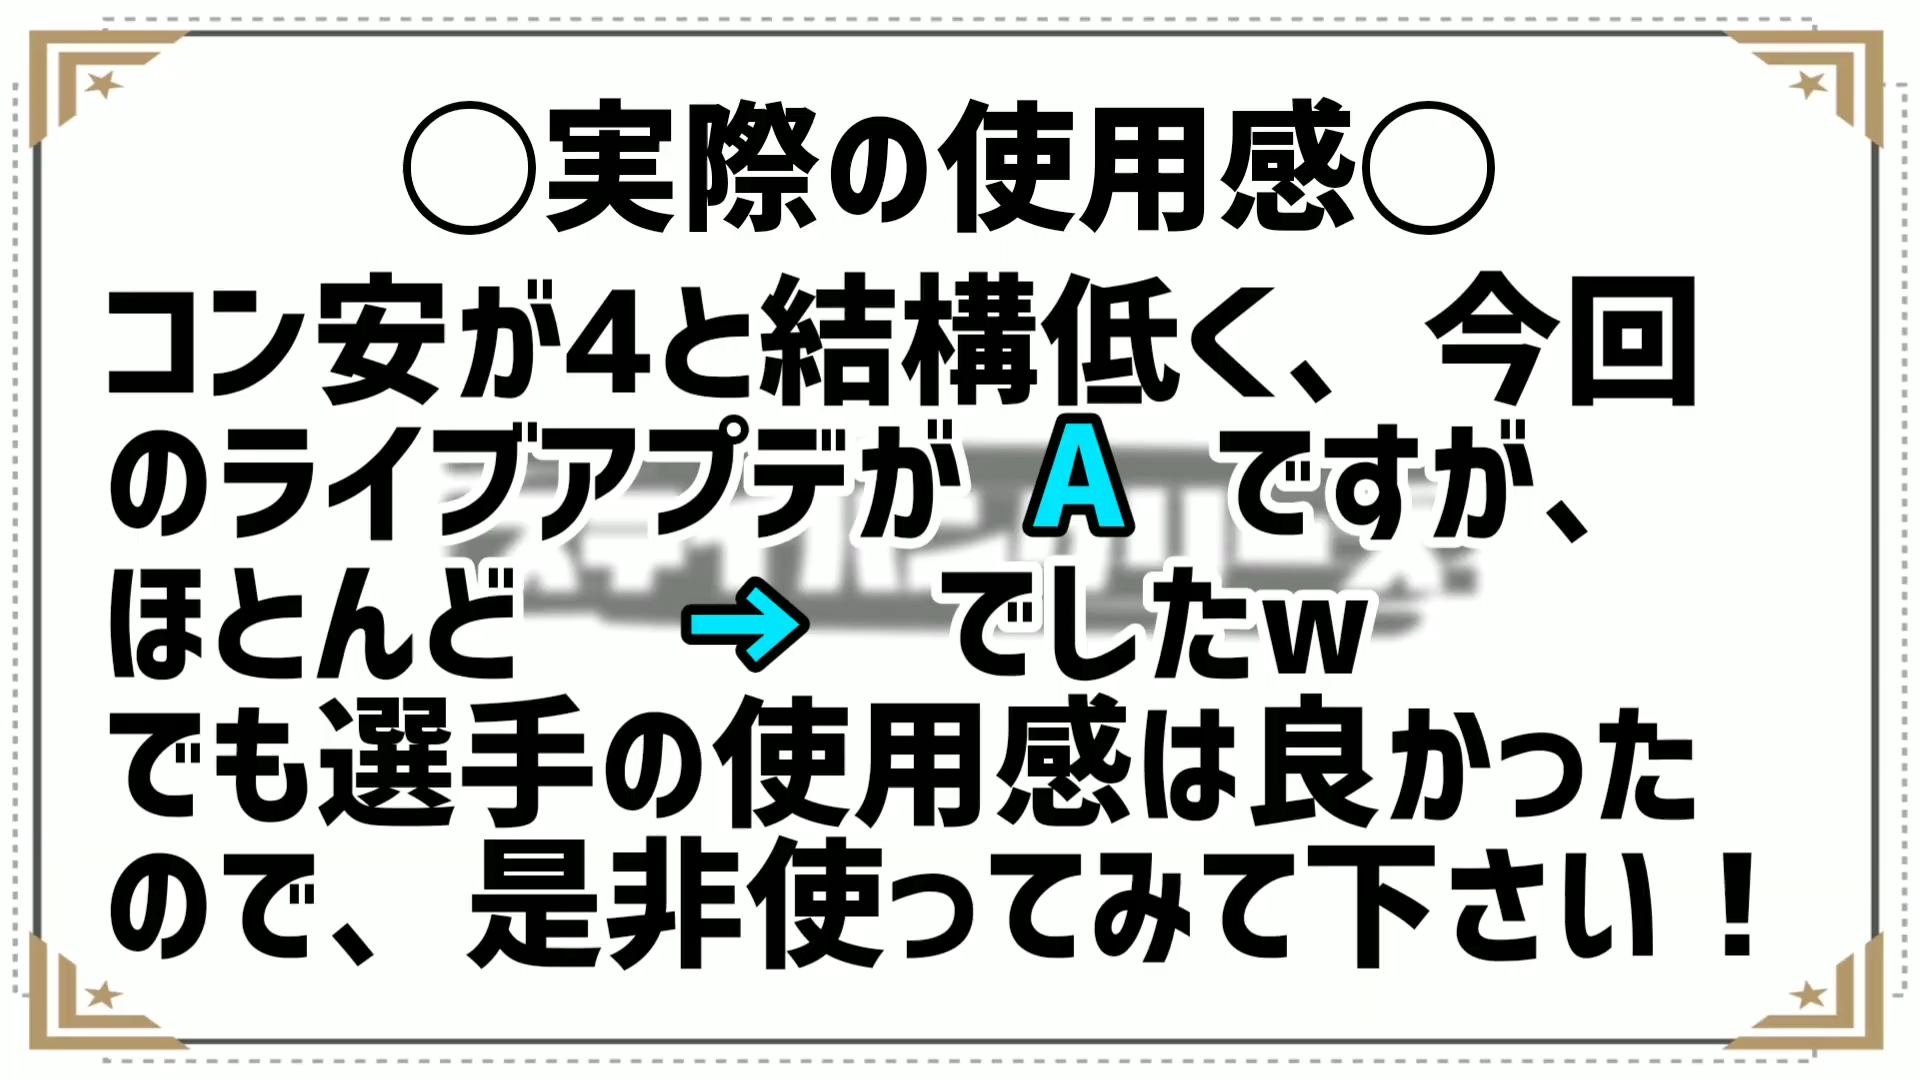 ○実際の使用感○
コン安が4と結構低く、今回
のライブアプデが A ですが、
ほとんど → でしたw
でも選手の使用感は良かった
ので、是非使ってみて下さい！